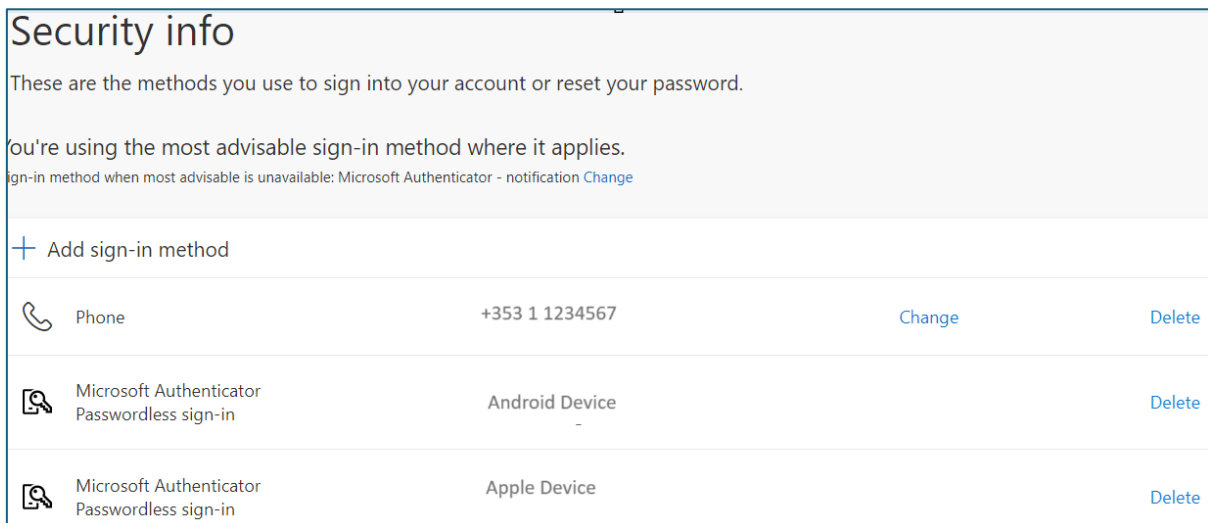 Security info
These are the methods you use to sign into your account or reset your password.
You're using the most advisable sign-in method where it applies.
ign-in method when most advisable is unavailable: Microsoft Authenticator - notification Change
+ Add sign-in method
Phone +353 1 1234567 Change Delete
Microsoft Authenticator
Passwordless sign-in Android Device Delete
Microsoft Authenticator
Passwordless sign-in Apple Device Delete